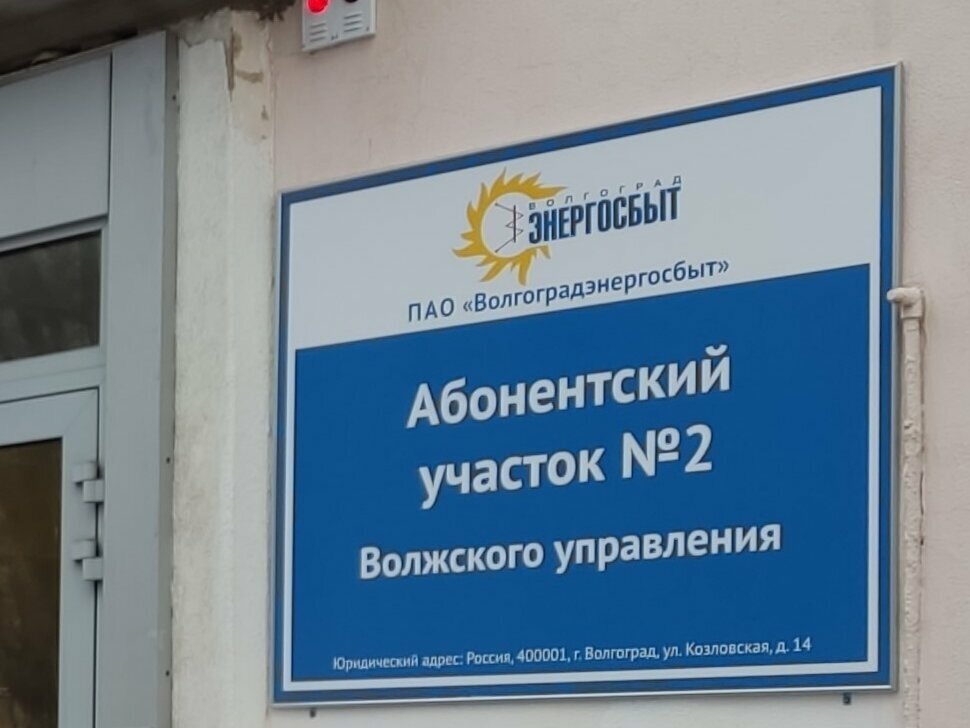 ВОЛГОГРАД
ЭНЕРГОСБЫТ
ПАО «Волгоградэнергосбыт»
Абонентский
участок №2
Волжского управления
Юридический адрес: Россия, 400001, г. Волгоград, ул. Козловская, д. 14